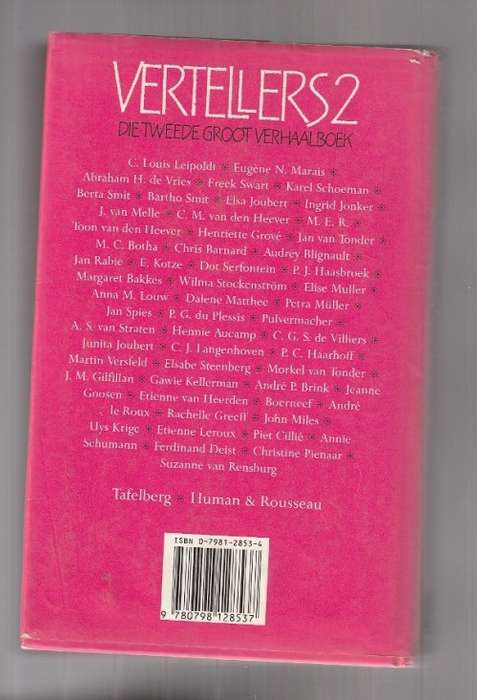 VERTELLERS 2
DIE TWEEDE GROOT VERHAALBOEK
C. Louis Leipoldt * Eugène N. Marais *
Abraham H. de Vries * Freek Swart * Karel Schoeman *
Berta Smit * Bartho Smit * Elsa Joubert * Ingrid Jonker *
J. van Melle * C. M. van den Heever * M. E. R. *
Toon van den Heever * Henriette Grové * Jan van Tonder *
M. C. Botha * Chris Barnard * Audrey Blignault *
Jan Rabie * E. Kotze * Dot Serfontein * P. J. Haasbroek *
Margaret Bakkes * Wilma Stockenström * Elise Muller *
Anna M. Louw * Dalene Matthee * Petra Müller *
Jan Spies * P. G. du Plessis * Pulvermacher *
A. S. van Straten * Hennie Aucamp * C. G. S. de Villiers *
Junita Joubert * C. J. Langenhoven * P. C. Haarhoff *
Martin Versfeld * Elsabe Steenberg * Morkel van Tonder *
J. M. Gilfillan * Gawie Kellerman * André P. Brink * Jeanne
Goosen * Etienne van Heerden * Boerneef * André
le Roux * Rachelle Greeff * John Miles *
Uys Krige * Etienne Leroux * Piet Cillié * Annie
Schumann * Ferdinand Deist * Christine Pienaar *
Suzanne van Rensburg
Tafelberg * Human & Rousseau
ISBN 0-7981-2853-4
9 780798 128537